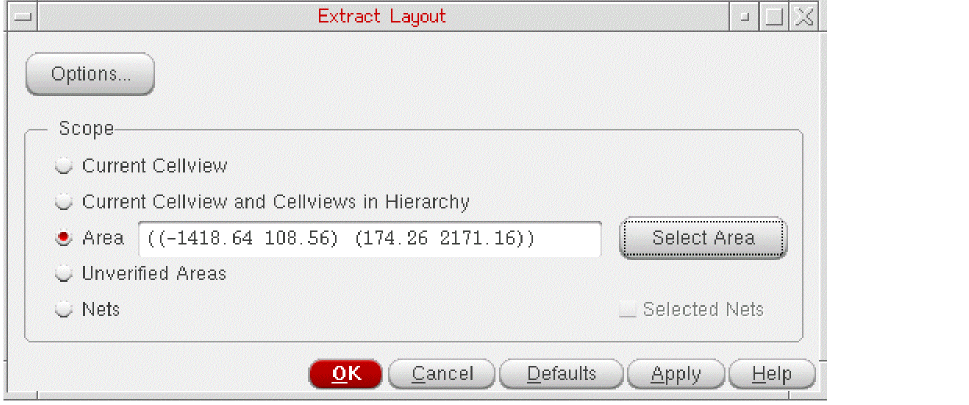 Extract Layout
Options...
Scope
Current Cellview
Current Cellview and Cellviews in Hierarchy
Area ((-1418.64 108.56) (174.26 2171.16)) Select Area
Unverified Areas
Nets Selected Nets
OK Cancel Defaults Apply Help